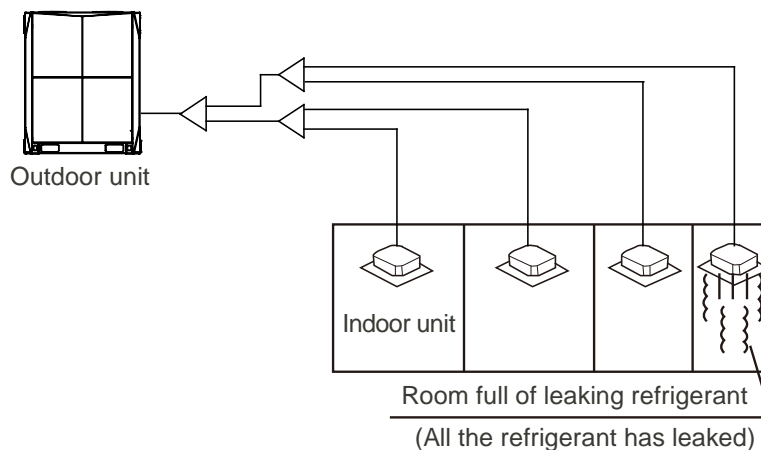 Outdoor unit
Indoor unit
Room full of leaking refrigerant
(All the refrigerant has leaked)